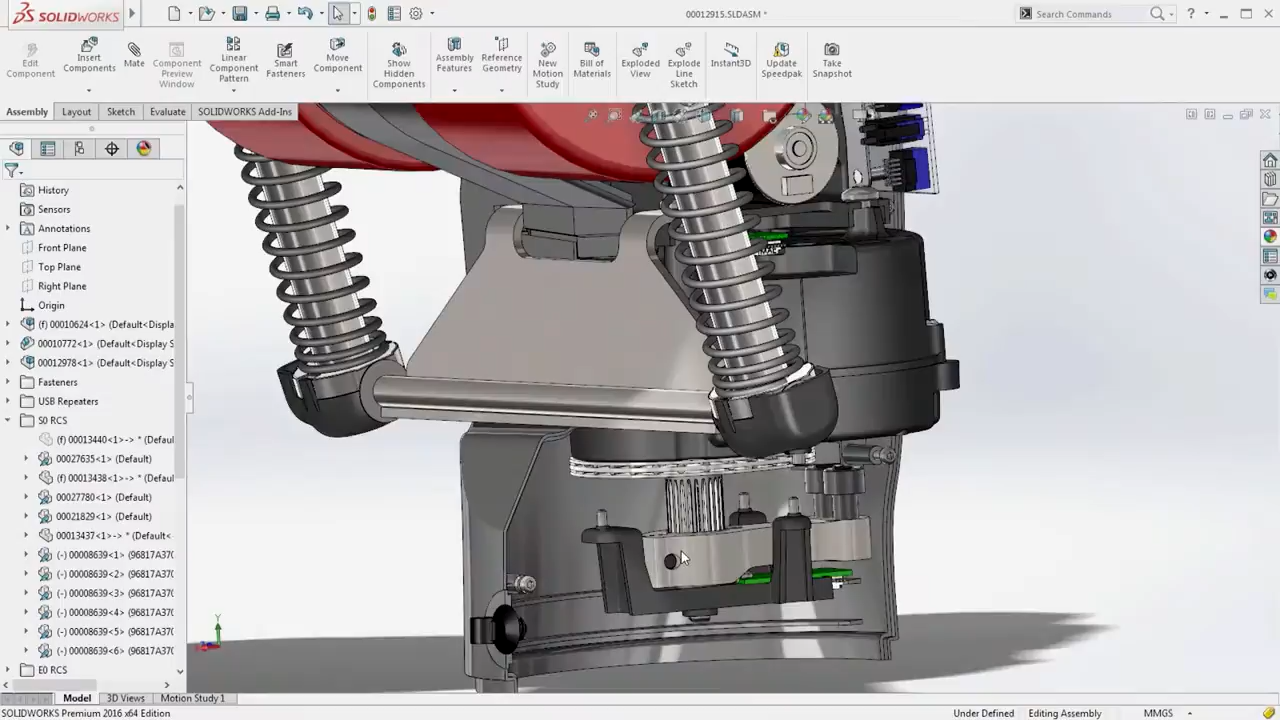 SOLIDWORKS
00012915.SLDASM *
Search Commands
?
Edit Component
Insert Components
Mate
Component Preview Window
Linear Component Pattern
Smart Fasteners
Move Component
Show Hidden Components
Assembly Features
Reference Geometry
New Motion Study
Bill of Materials
Exploded View
Explode Line Sketch
Instant3D
Update Speedpak
Take Snapshot
Assembly
Layout
Sketch
Evaluate
SOLIDWORKS Add-Ins
History
Sensors
Annotations
Front Plane
Top Plane
Right Plane
Origin
(f) 00010624<1> (Default<Displa
00010772<1> (Default<Display S
00012978<1> (Default<Display S
Fasteners
USB Repeaters
S0 RCS
(f) 00013440<1>-> * (Defaul
00027635<1> (Default)
(f) 00013438<1>-> * (Defaul
00027780<1> (Default)
00021829<1> (Default)
00013437<1>-> * (Default<
(-) 00008639<1> (96817A37(
(-) 00008639<2> (96817A37(
(-) 00008639<3> (96817A37(
(-) 00008639<4> (96817A37(
(-) 00008639<5> (96817A37(
(-) 00008639<6> (96817A37(
E0 RCS
Y
Model
3D Views
Motion Study 1
SOLIDWORKS Premium 2016 x64 Edition
Under Defined
Editing Assembly
MMGS